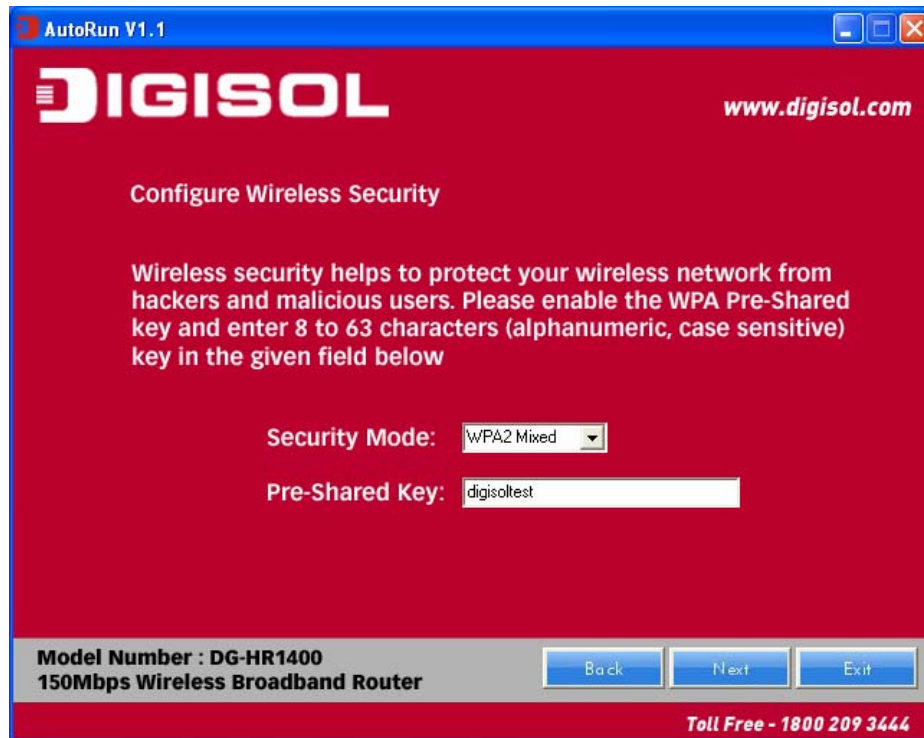 AutoRun V1.1
DIGISOL
www.digisol.com
Configure Wireless Security
Wireless security helps to protect your wireless network from
hackers and malicious users. Please enable the WPA Pre-Shared
key and enter 8 to 63 characters (alphanumeric, case sensitive)
key in the given field below
Security Mode: WPA2 Mixed
Pre-Shared Key: digisoltest
Model Number : DG-HR1400
150Mbps Wireless Broadband Router
Back Next Exit
Toll Free - 1800 209 3444